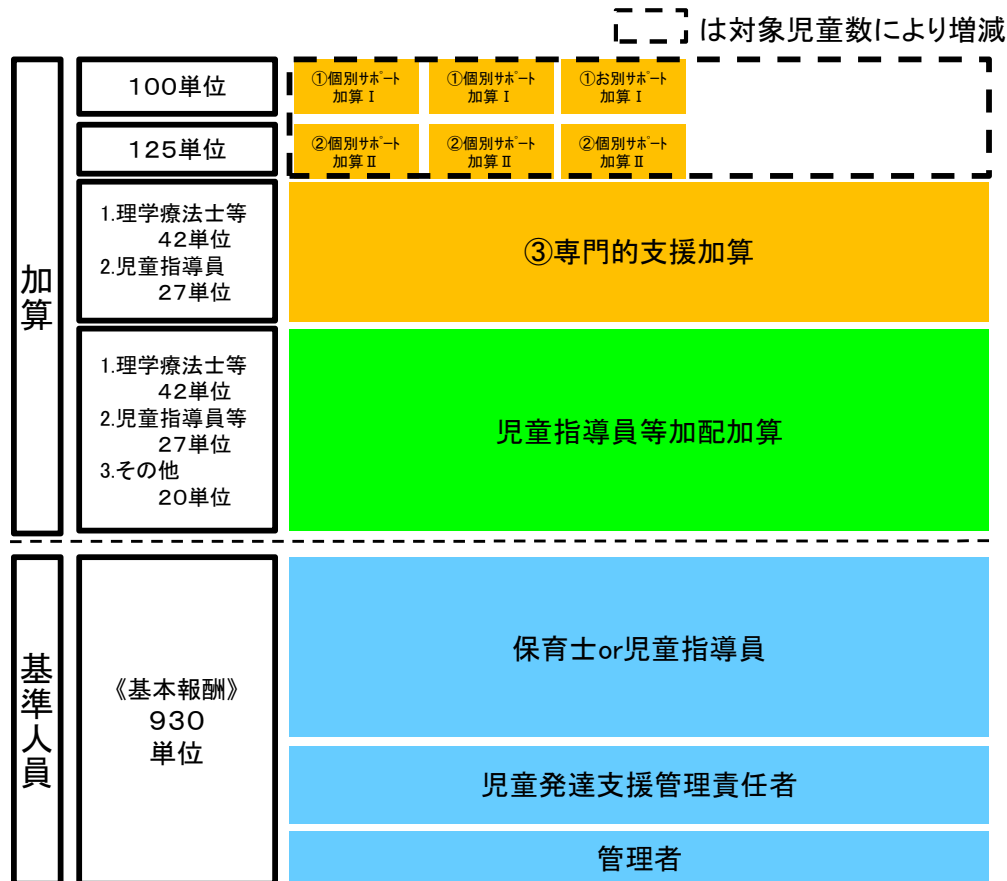 は対象児童数により増減
加算
100単位
①個別サポート
加算Ⅰ
①個別サポート
加算Ⅰ
①お別サポート
加算Ⅰ
125単位
②個別サポート
加算Ⅱ
②個別サポート
加算Ⅱ
②個別サポート
加算Ⅱ
1.理学療法士等
42単位
2.児童指導員
27単位
③専門的支援加算
1.理学療法士等
42単位
2.児童指導員等
27単位
3.その他
20単位
児童指導員等加配加算
基準人員
《基本報酬》
930
単位
保育士or児童指導員
児童発達支援管理責任者
管理者